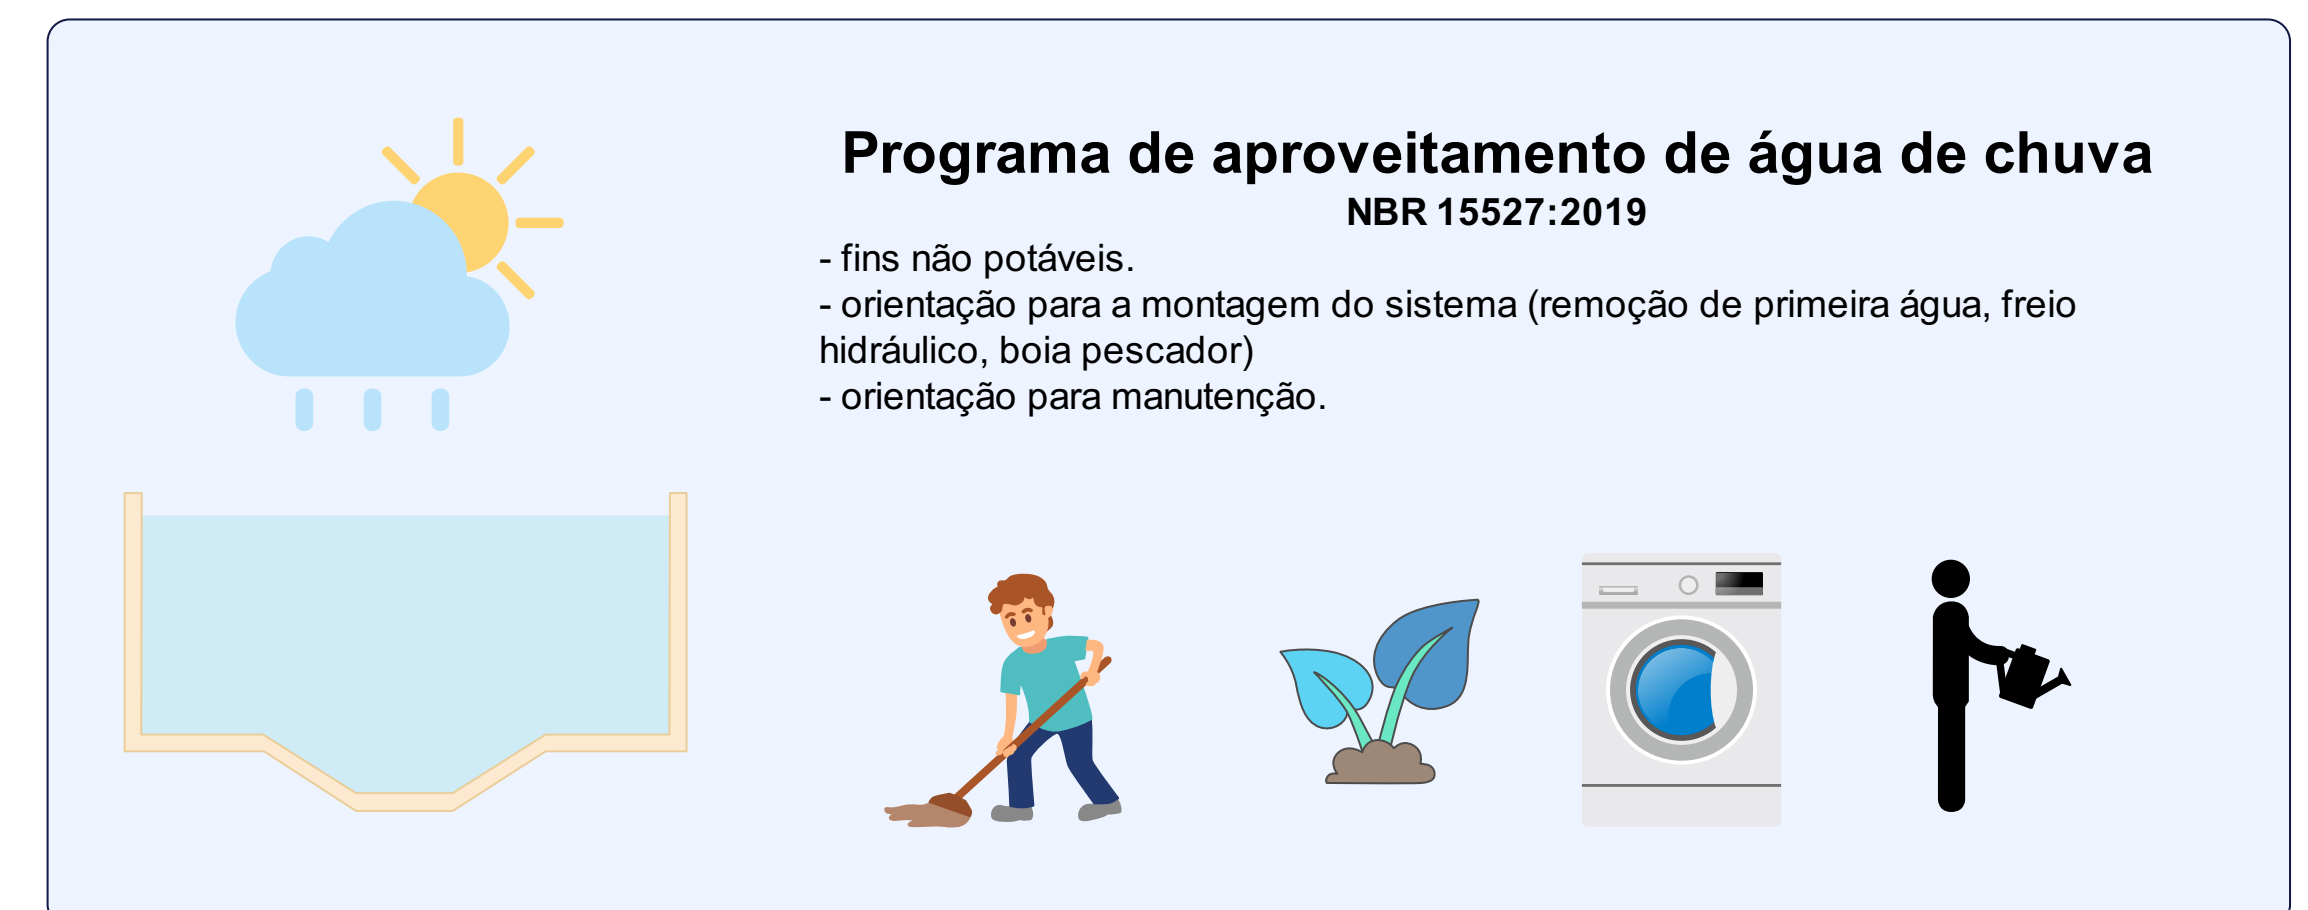 Programa de aproveitamento de água de chuva
NBR 15527:2019
- fins não potáveis.
- orientação para a montagem do sistema (remoção de primeira água, freio
hidráulico, boia pescador)
- orientação para manutenção.